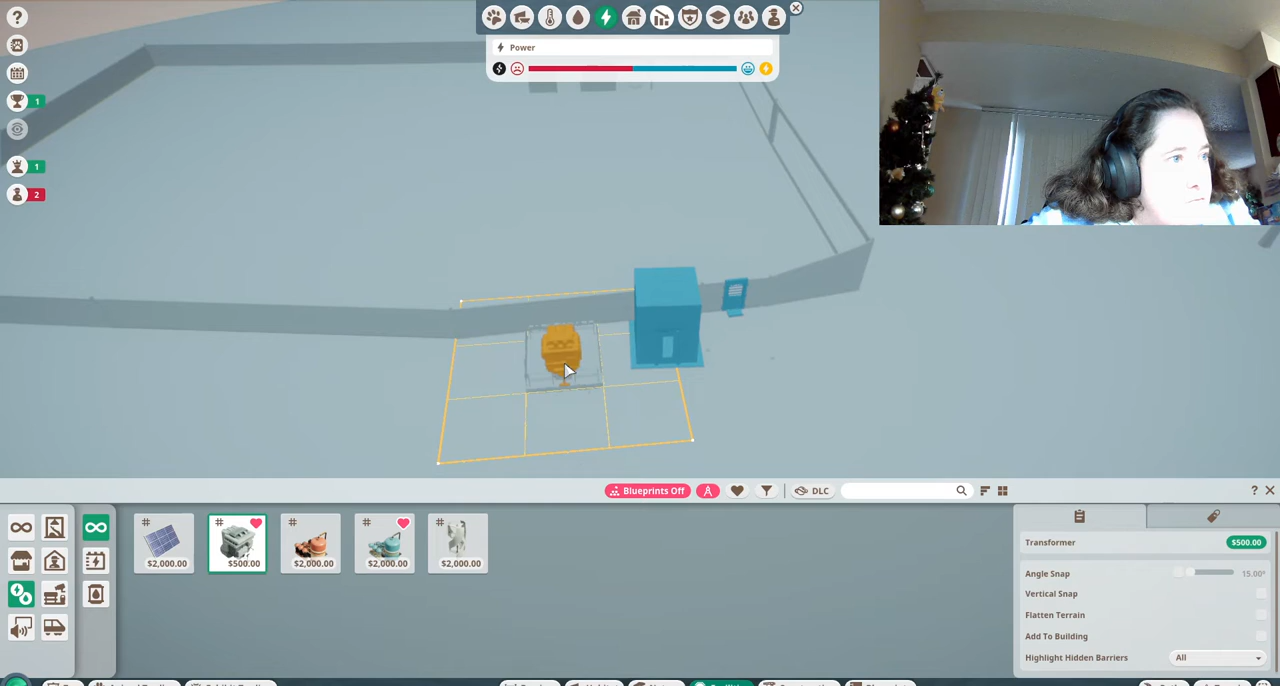 ?
Power
1
1
2
Blueprints Off
DLC
?
$2,000.00
$500.00
$2,000.00
$2,000.00
$2,000.00
Transformer
$500.00
Angle Snap
15.00°
Vertical Snap
Flatten Terrain
Add To Building
Highlight Hidden Barriers
All